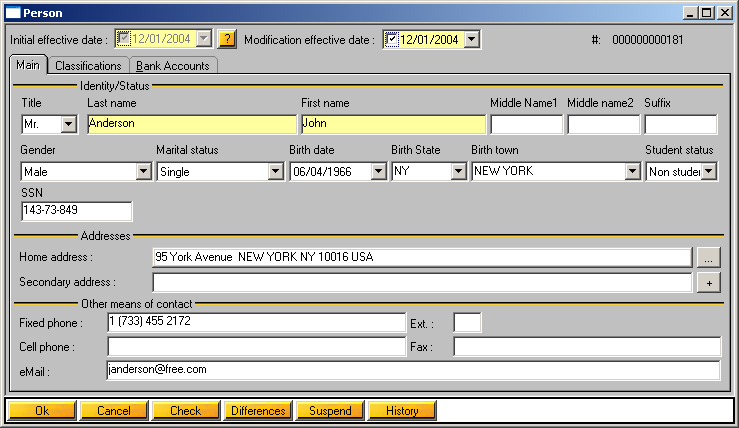 Person
Initial effective date : 12/01/2004 ? Modification effective date : 12/01/2004 #: 000000000181
Main Classifications Bank Accounts
Identity/Status
Title Last name First name Middle Name1 Middle name2 Suffix
Mr. Anderson John
Gender Marital status Birth date Birth State Birth town Student status
Male Single 06/04/1966 NY NEW YORK Non studen
SSN
143-73-849
Addresses
Home address : 95 York Avenue NEW YORK NY 10016 USA ...
Secondary address : +
Other means of contact
Fixed phone : 1 (733) 455 2172 Ext. :
Cell phone : Fax :
eMail : janderson@free.com
Ok Cancel Check Differences Suspend History